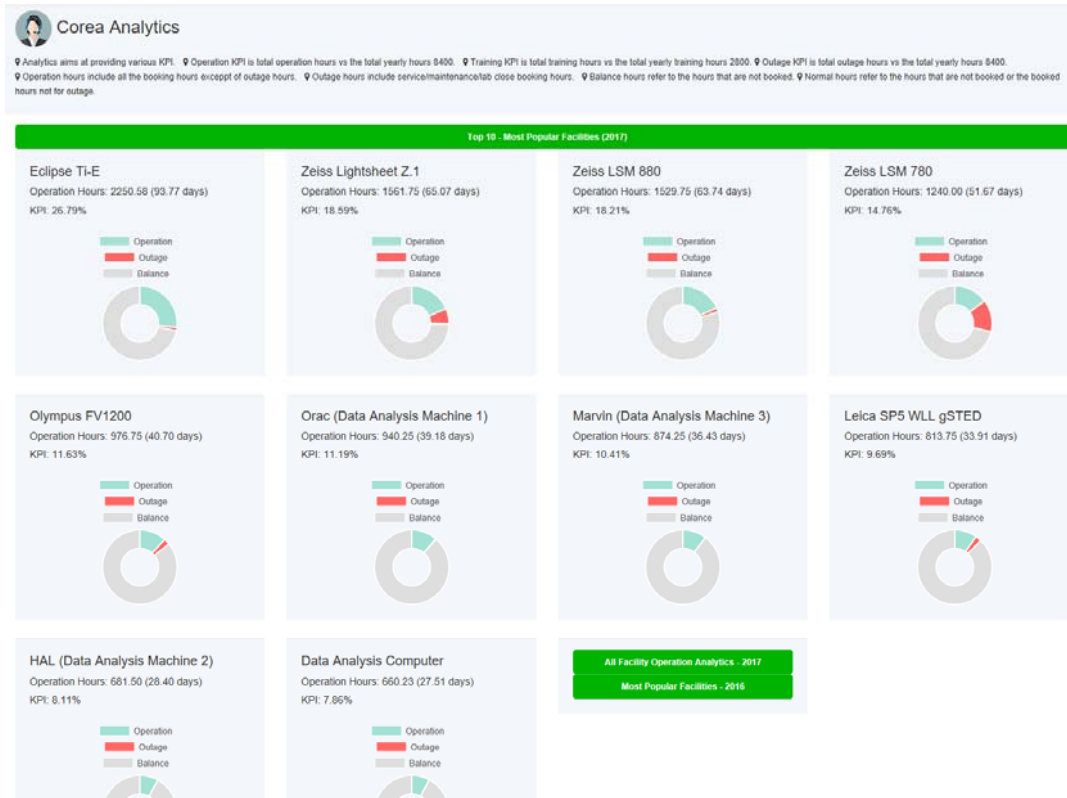 Corea Analytics
Analytics aims at providing various KPI. Operation KPI is total operation hours vs the total yearly hours 8400. Training KPI is total training hours vs the total yearly training hours 2800. Outage KPI is total outage hours vs the total yearly hours 8400.
Operation hours include all the booking hours exceppt of outage hours. Outage hours include service/maintenance/lab close booking hours. Balance hours refer to the hours that are not booked. Normal hours refer to the hours that are not booked or the booked
hours not for outage.
Top 10 - Most Popular Facilities (2017)
Eclipse Ti-E
Operation Hours: 2250.58 (93.77 days)
KPI: 26.79%
Operation
Outage
Balance
Zeiss Lightsheet Z.1
Operation Hours: 1561.75 (65.07 days)
KPI: 18.59%
Operation
Outage
Balance
Zeiss LSM 880
Operation Hours: 1529.75 (63.74 days)
KPI: 18.21%
Operation
Outage
Balance
Zeiss LSM 780
Operation Hours: 1240.00 (51.67 days)
KPI: 14.76%
Operation
Outage
Balance
Olympus FV1200
Operation Hours: 976.75 (40.70 days)
KPI: 11.63%
Operation
Outage
Balance
Orac (Data Analysis Machine 1)
Operation Hours: 940.25 (39.18 days)
KPI: 11.19%
Operation
Outage
Balance
Marvin (Data Analysis Machine 3)
Operation Hours: 874.25 (36.43 days)
KPI: 10.41%
Operation
Outage
Balance
Leica SP5 WLL gSTED
Operation Hours: 813.75 (33.91 days)
KPI: 9.69%
Operation
Outage
Balance
HAL (Data Analysis Machine 2)
Operation Hours: 681.50 (28.40 days)
KPI: 8.11%
Operation
Outage
Balance
Data Analysis Computer
Operation Hours: 660.23 (27.51 days)
KPI: 7.86%
Operation
Outage
Balance
All Facility Operation Analytics - 2017
Most Popular Facilities - 2016